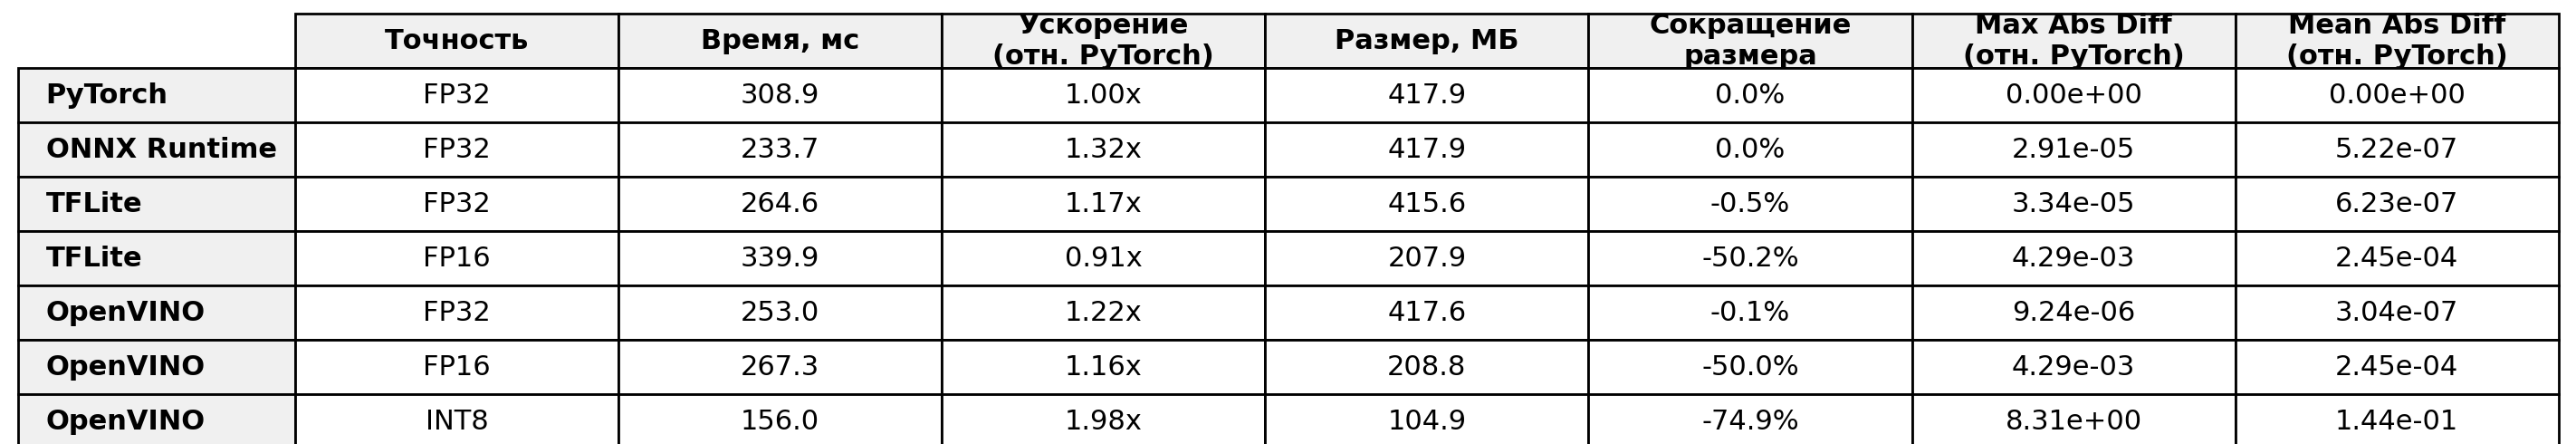 Точность Время, мс Ускорение (отн. PyTorch) Размер, МБ Сокращение размера Max Abs Diff (отн. PyTorch) Mean Abs Diff (отн. PyTorch)
PyTorch FP32 308.9 1.00x 417.9 0.0% 0.00e+00 0.00e+00
ONNX Runtime FP32 233.7 1.32x 417.9 0.0% 2.91e-05 5.22e-07
TFLite FP32 264.6 1.17x 415.6 -0.5% 3.34e-05 6.23e-07
TFLite FP16 339.9 0.91x 207.9 -50.2% 4.29e-03 2.45e-04
OpenVINO FP32 253.0 1.22x 417.6 -0.1% 9.24e-06 3.04e-07
OpenVINO FP16 267.3 1.16x 208.8 -50.0% 4.29e-03 2.45e-04
OpenVINO INT8 156.0 1.98x 104.9 -74.9% 8.31e+00 1.44e-01